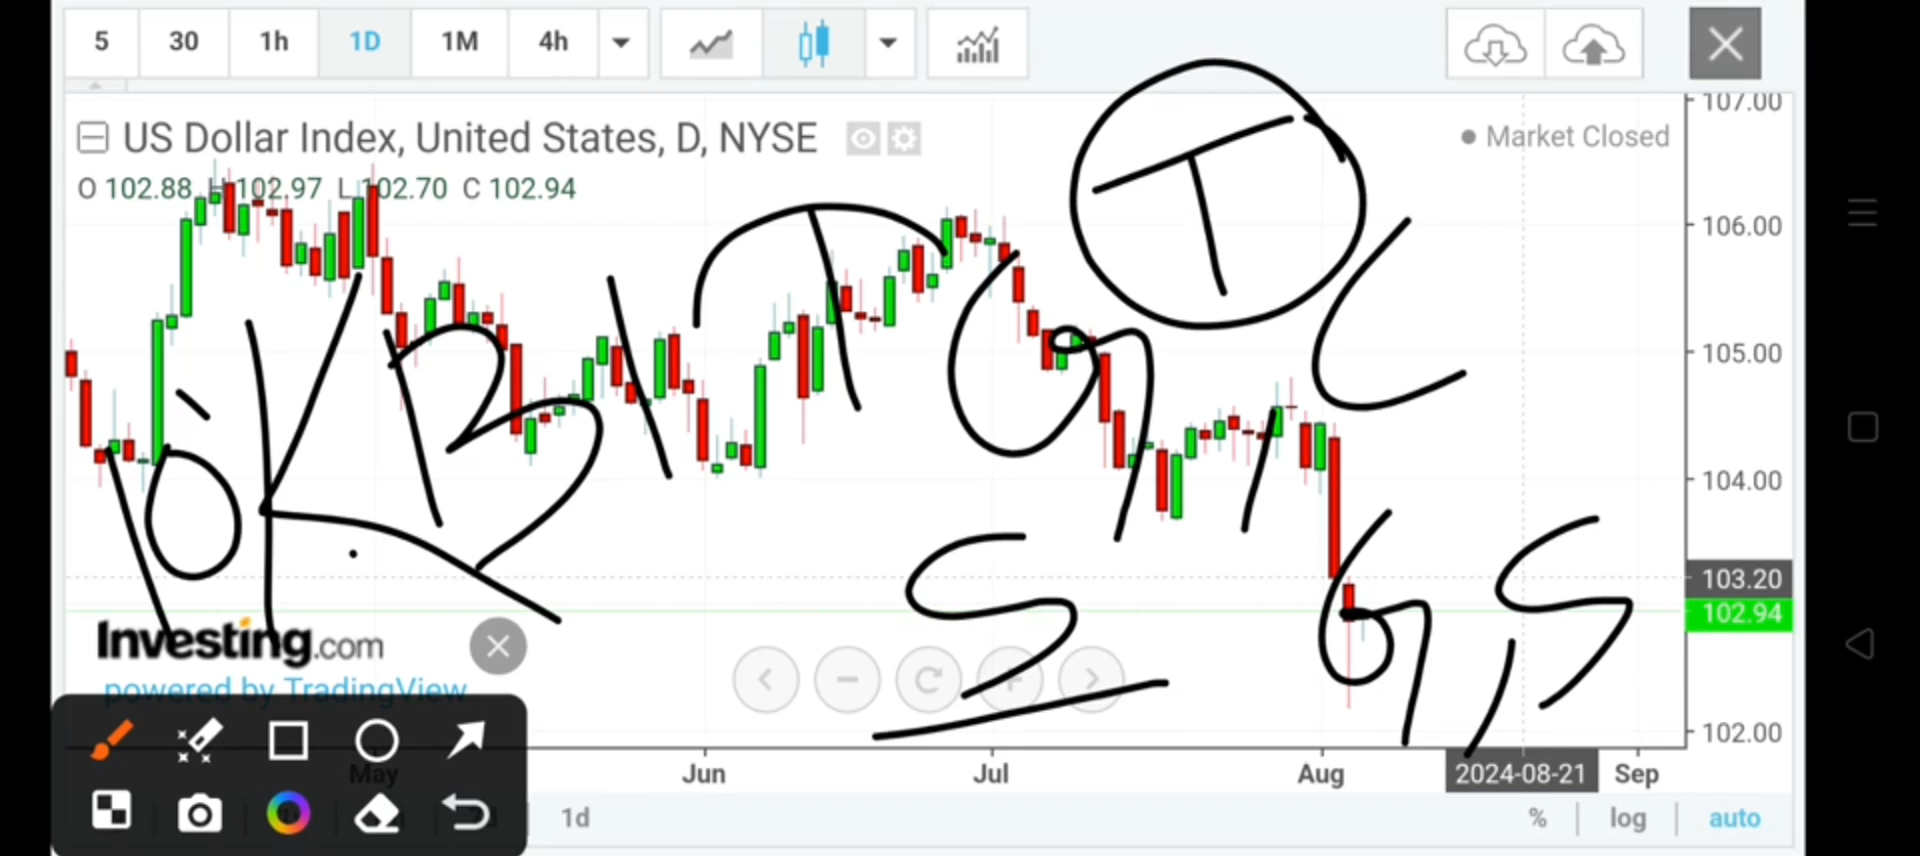 5 30 1h 1D 1M 4h
US Dollar Index, United States, D, NYSE
Market Closed
O 102.88 H 102.97 L 102.70 C 102.94
107.00
106.00
105.00
104.00
103.20
102.94
102.00
T
S
Investing.com
powered by TradingView
May Jun Jul Aug 2024-08-21 Sep
1d % log auto